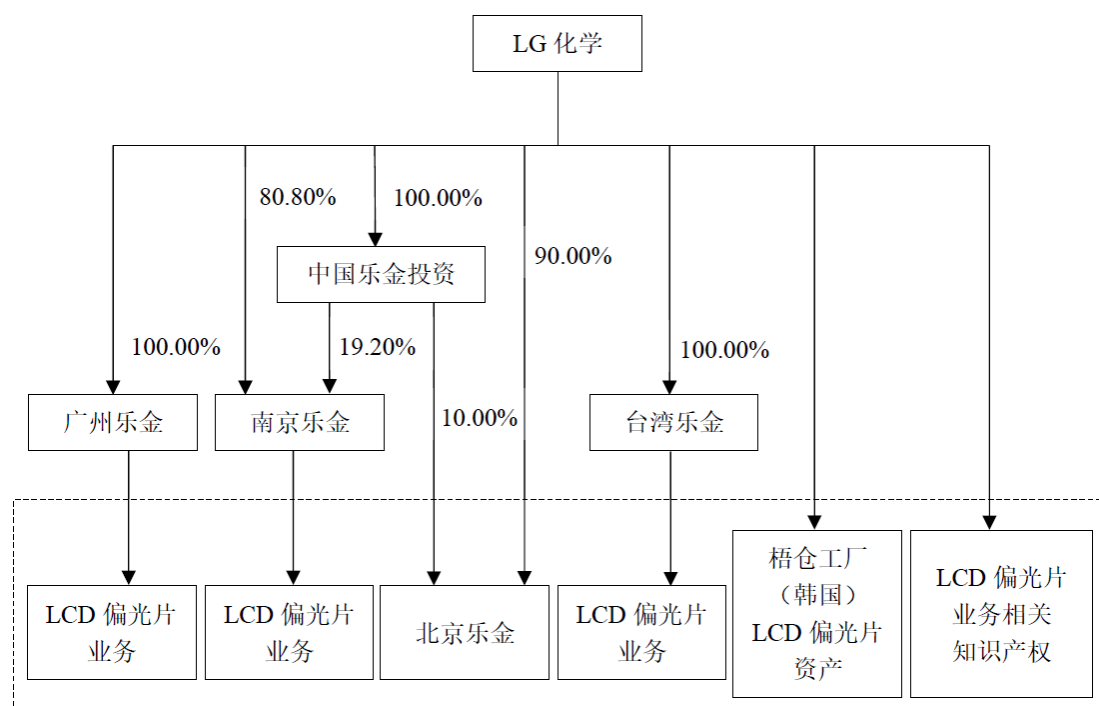 LG 化学
80.80%
100.00%
中国乐金投资
90.00%
100.00%
19.20%
100.00%
广州乐金
南京乐金
10.00%
台湾乐金
LCD 偏光片
业务
LCD 偏光片
业务
北京乐金
LCD 偏光片
业务
梧仓工厂
（韩国）
LCD 偏光片
资产
LCD 偏光片
业务相关
知识产权